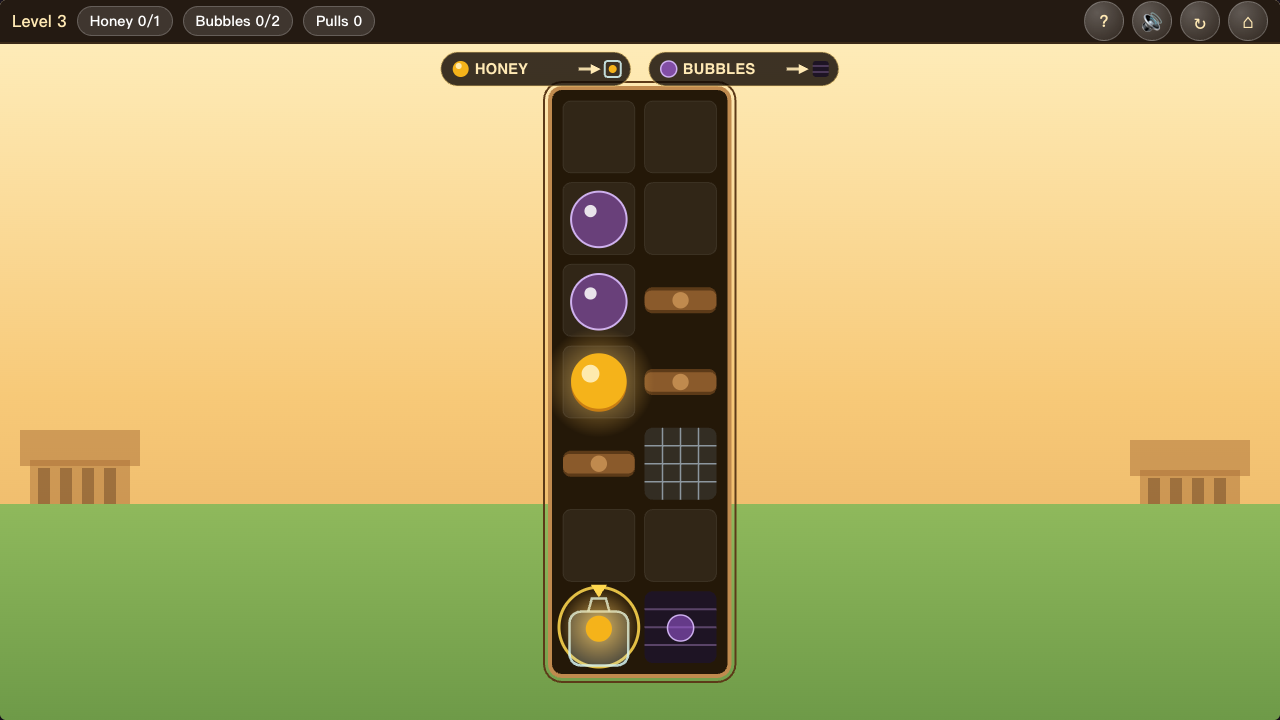 Level 3
Honey 0/1
Bubbles 0/2
Pulls 0
?
HONEY
BUBBLES